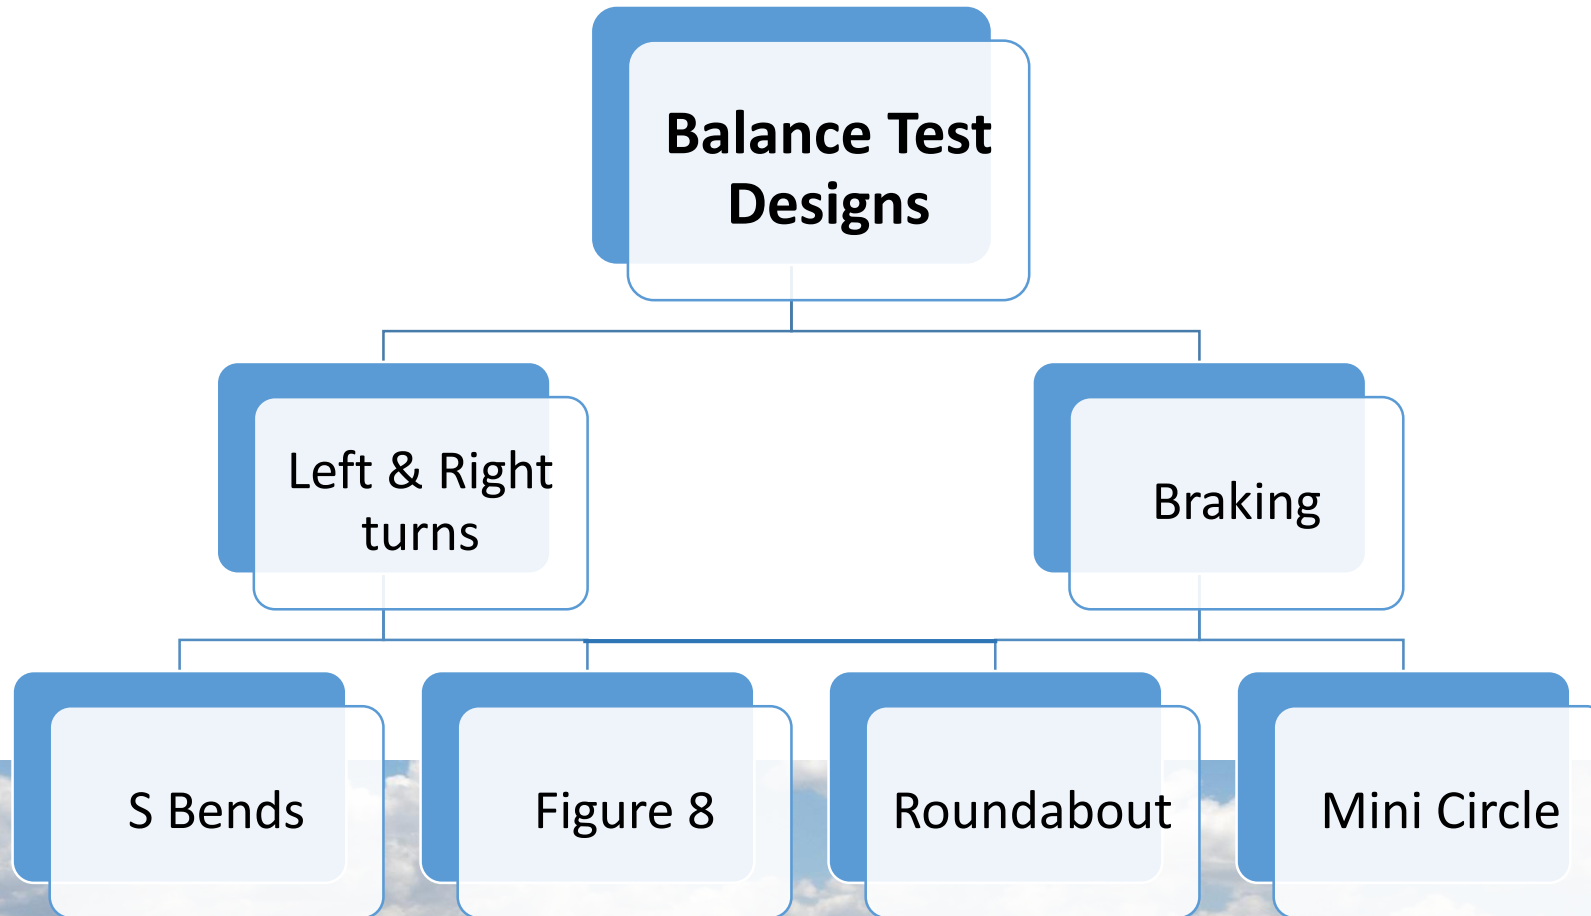 Balance Test
Designs
Left & Right
turns
Braking
S Bends
Figure 8
Roundabout
Mini Circle